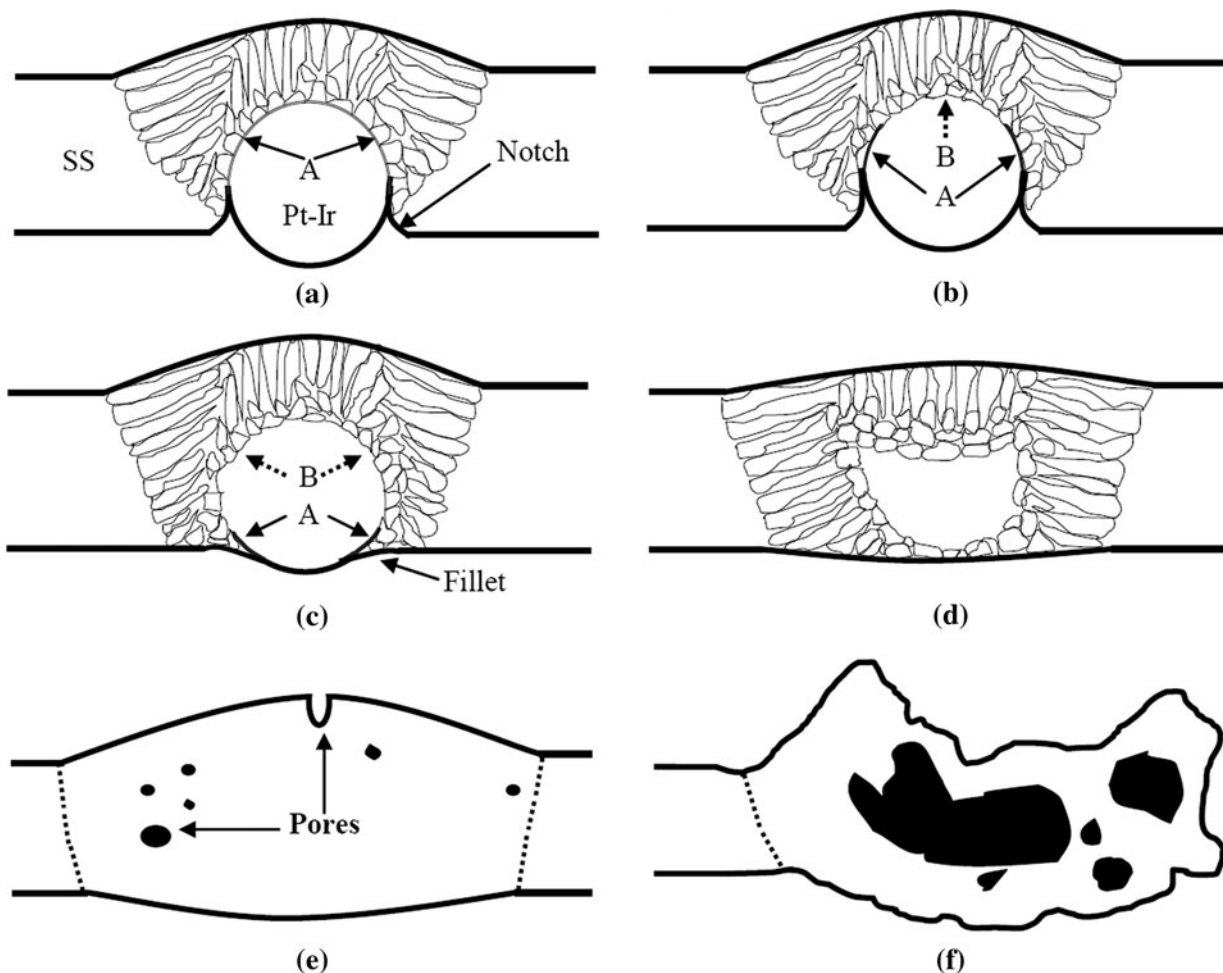 SS
A
Pt-Ir
Notch
(a)
B
A
(b)
B
A
Fillet
(c)
(d)
Pores
(e)
(f)